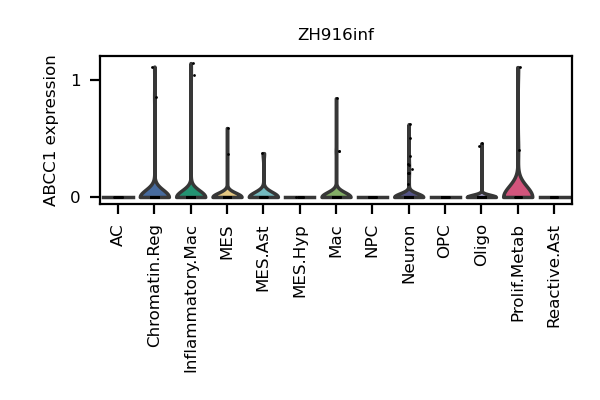 ZH916inf
ABCC1 expression
1
0
AC
Chromatin.Reg
Inflammatory.Mac
MES
MES.Ast
MES.Hyp
Mac
NPC
Neuron
OPC
Oligo
Prolif.Metab
Reactive.Ast